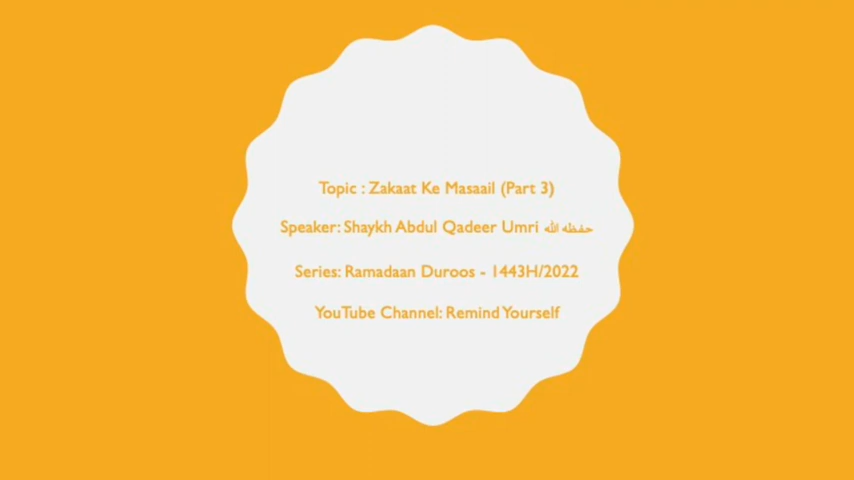 Topic : Zakaat Ke Masaail (Part 3)
Speaker: Shaykh Abdul Qadeer Umri حفظه الله
Series: Ramadaan Duroos - 1443H/2022
YouTube Channel: Remind Yourself